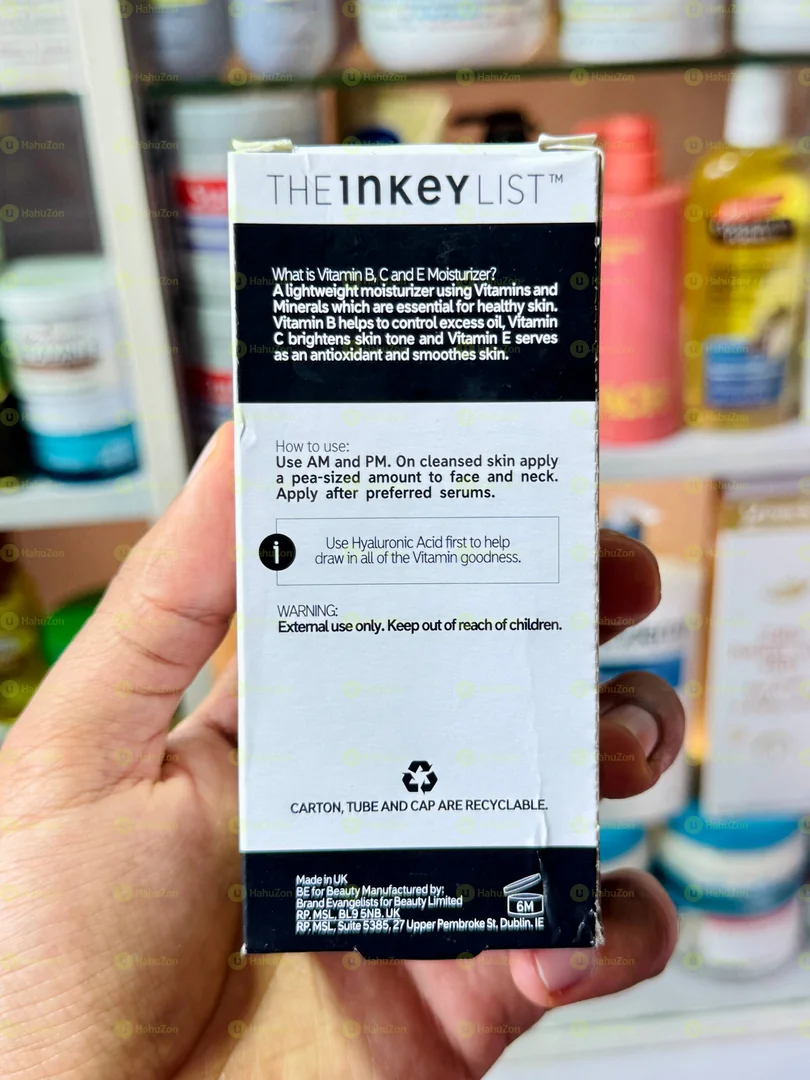 THE INKEY LIST™
What is Vitamin B, C and E Moisturizer?
A lightweight moisturizer using Vitamins and
Minerals which are essential for healthy skin.
Vitamin B helps to control excess oil, Vitamin
C brightens skin tone and Vitamin E serves
as an antioxidant and smoothes skin.
How to use:
Use AM and PM. On cleansed skin apply
a pea-sized amount to face and neck.
Apply after preferred serums.
i
Use Hyaluronic Acid first to help
draw in all of the Vitamin goodness.
WARNING:
External use only. Keep out of reach of children.
CARTON, TUBE AND CAP ARE RECYCLABLE.
Made in UK
BE for Beauty Manufactured by:
Brand Evangelists for Beauty Limited
RP, MSL, BL9 5NB. UK
RP, MSL, Suite 5385, 27 Upper Pembroke St, Dublin, IE
6M
HahuZon